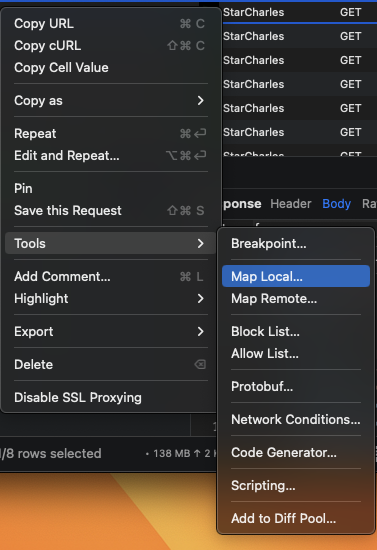 Copy URL ⌘ C
Copy cURL ⇧⌘ C
Copy Cell Value
Copy as
Repeat ⌘↩
Edit and Repeat... ⌥⌘↩
Pin
Save this Request ⇧⌘ S
Tools
Add Comment... ⌘ L
Highlight
Export
Delete
Disable SSL Proxying
StarCharles GET
StarCharles GET
StarCharles GET
StarCharles GET
StarCharles GET
StarCharles GET
StarCharles GET
ponse Header Body Ra
Breakpoint...
Map Local...
Map Remote...
Block List...
Allow List...
Protobuf...
Network Conditions...
Code Generator...
Scripting...
Add to Diff Pool...
/8 rows selected • 138 MB ↑ 2